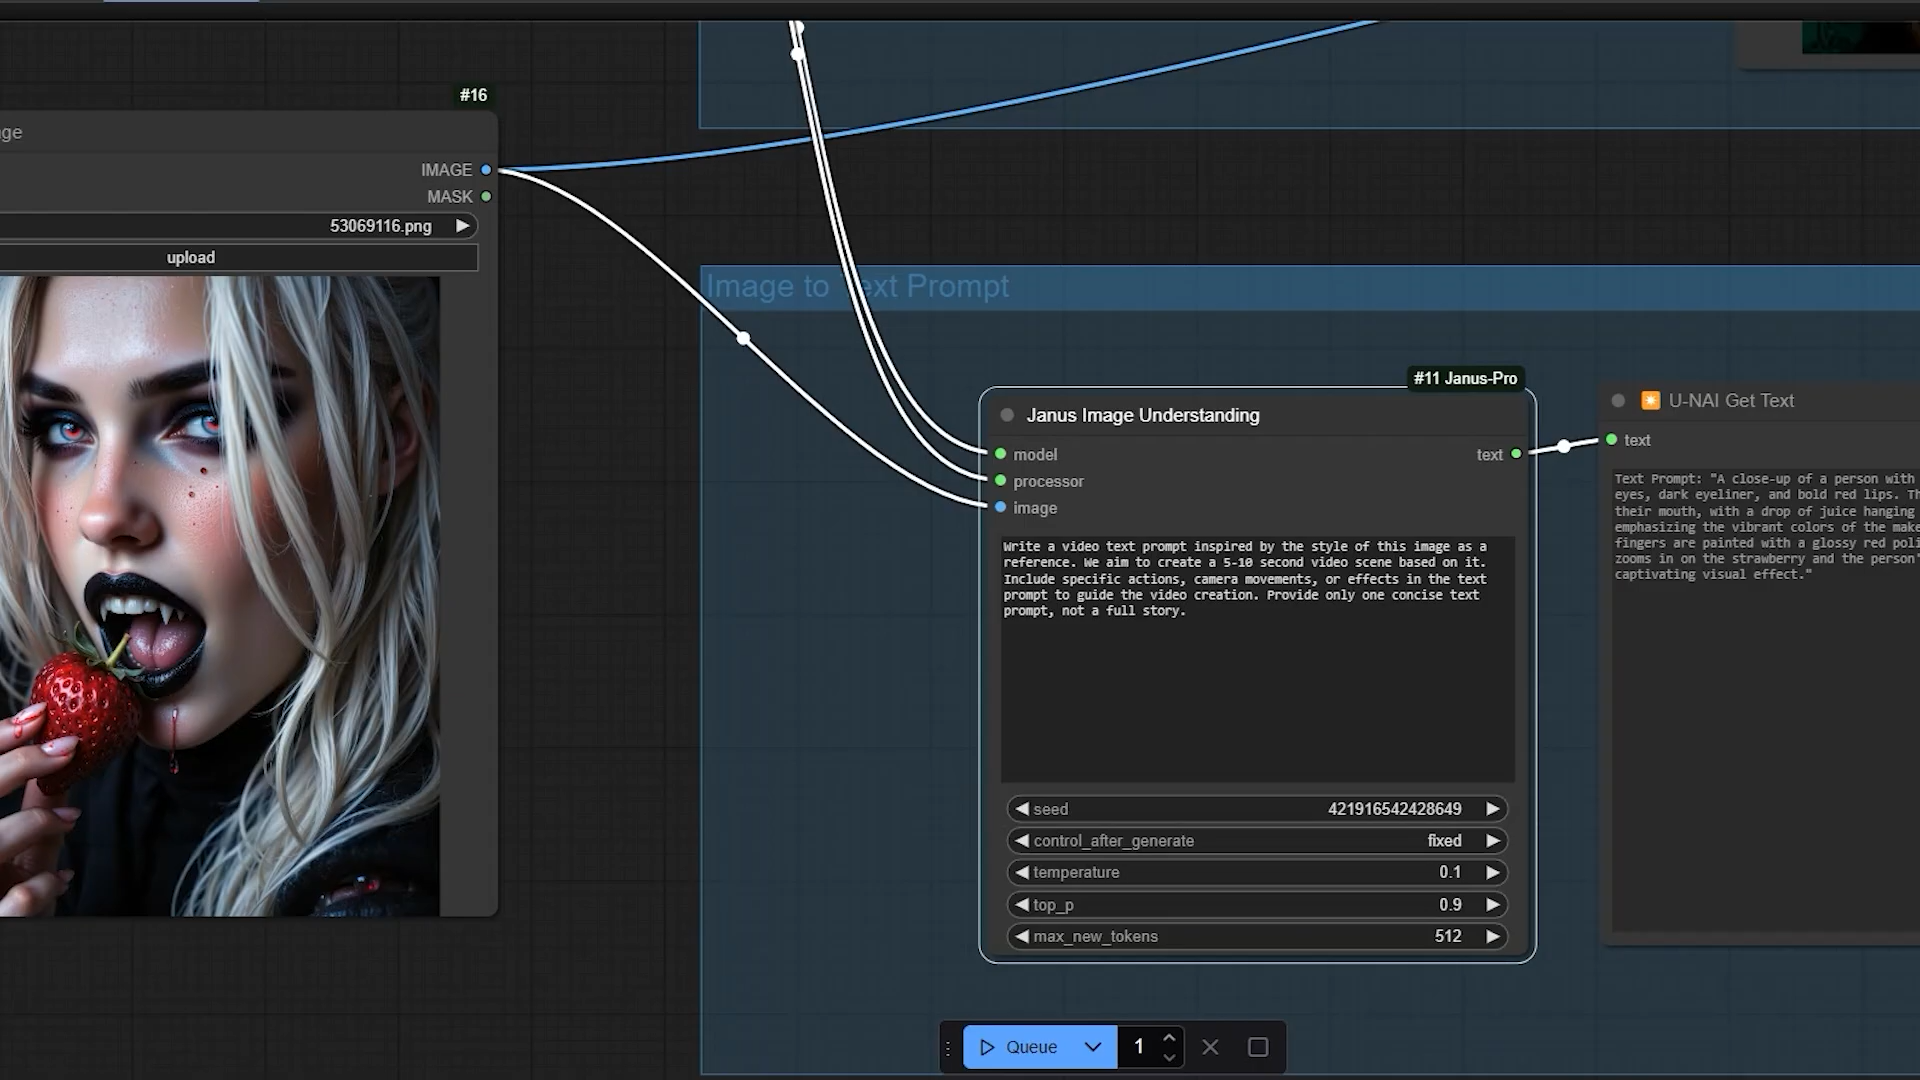 #16
ge
IMAGE
MASK
53069116.png
upload
Image to Text Prompt
#11 Janus-Pro
Janus Image Understanding
model
text
processor
image
Write a video text prompt inspired by the style of this image as a
reference. We aim to create a 5-10 second video scene based on it.
Include specific actions, camera movements, or effects in the text
prompt to guide the video creation. Provide only one concise text
prompt, not a full story.
seed 421916542428649
control_after_generate fixed
temperature 0.1
top_p 0.9
max_new_tokens 512
U-NAI Get Text
text
Text Prompt: "A close-up of a person with
eyes, dark eyeliner, and bold red lips.
their mouth, with a drop of juice hanging
emphasizing the vibrant colors of the
fingers are painted with a glossy red
zooms in on the strawberry and the person'
captivating visual effect."
Queue 1